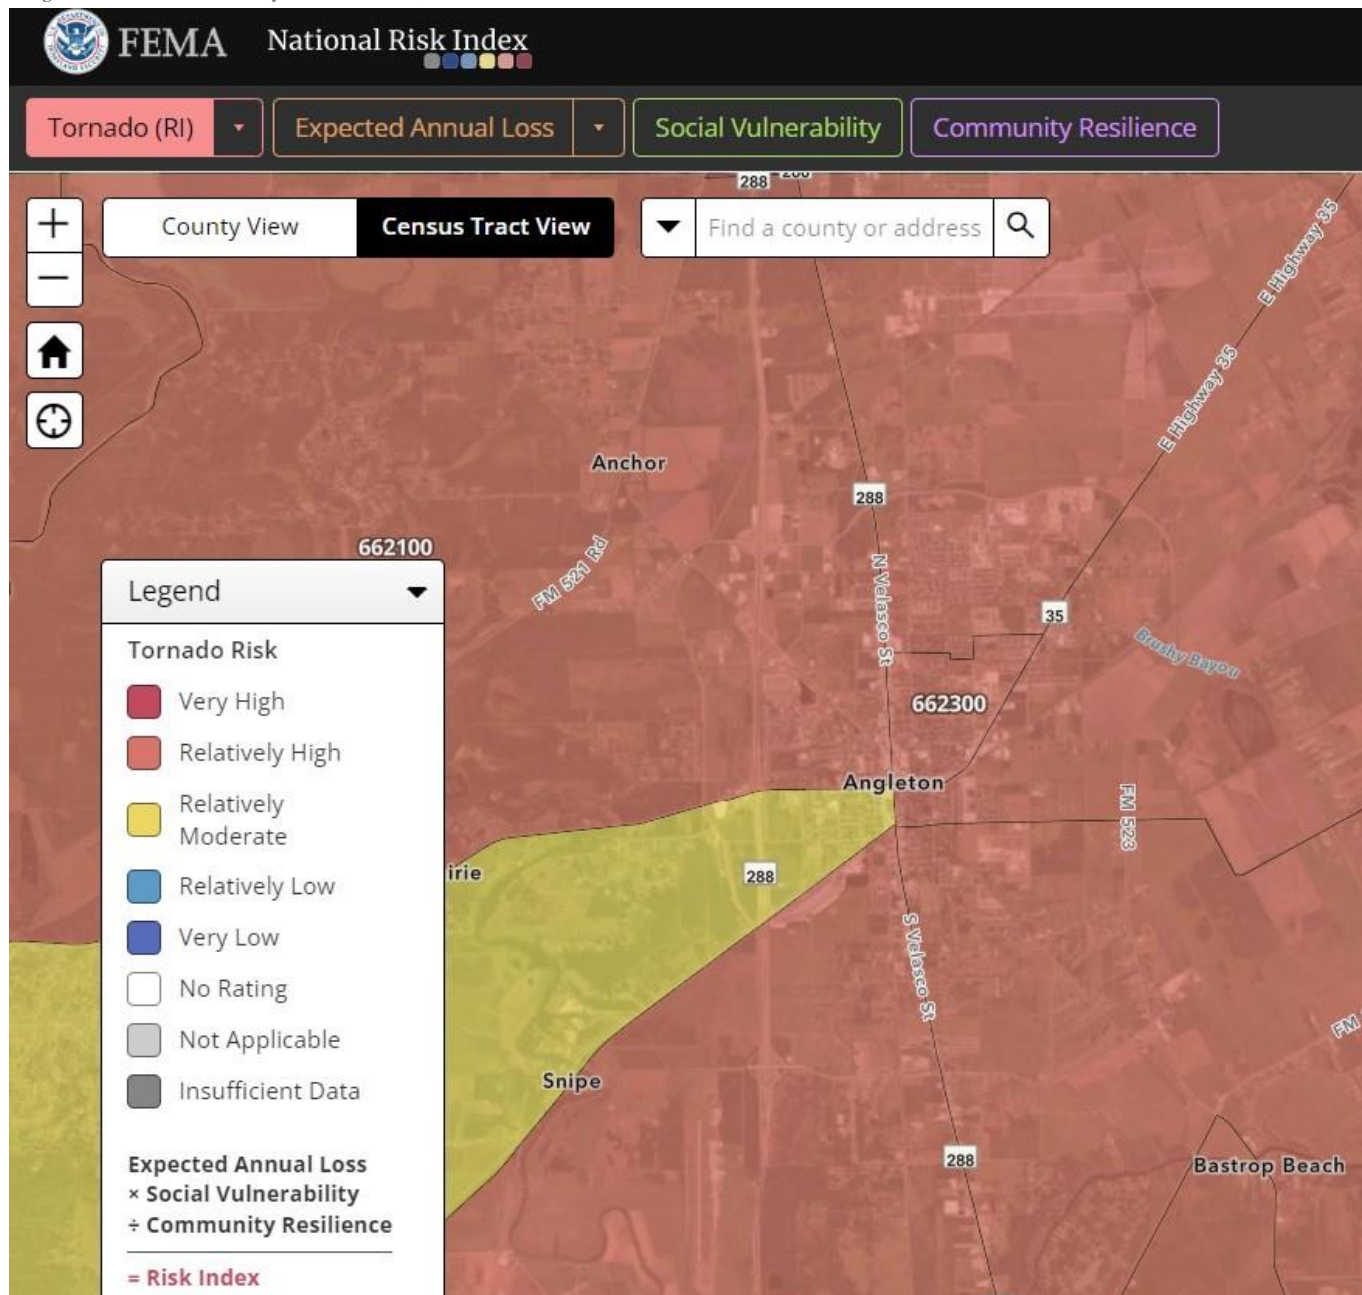 FEMA National Risk Index
Tornado (RI) Expected Annual Loss Social Vulnerability Community Resilience
288
County View Census Tract View Find a county or address
E Highway 35
E Highway 35
Anchor
288
662100
FM 521 Rd
N Velasco St
35
Brushy Bayou
662300
Angleton
FM 523
irie
288
S Velasco St
FM
Snipe
288
Bastrop Beach
Legend
Tornado Risk
Very High
Relatively High
Relatively
Moderate
Relatively Low
Very Low
No Rating
Not Applicable
Insufficient Data
Expected Annual Loss
× Social Vulnerability
÷ Community Resilience
= Risk Index